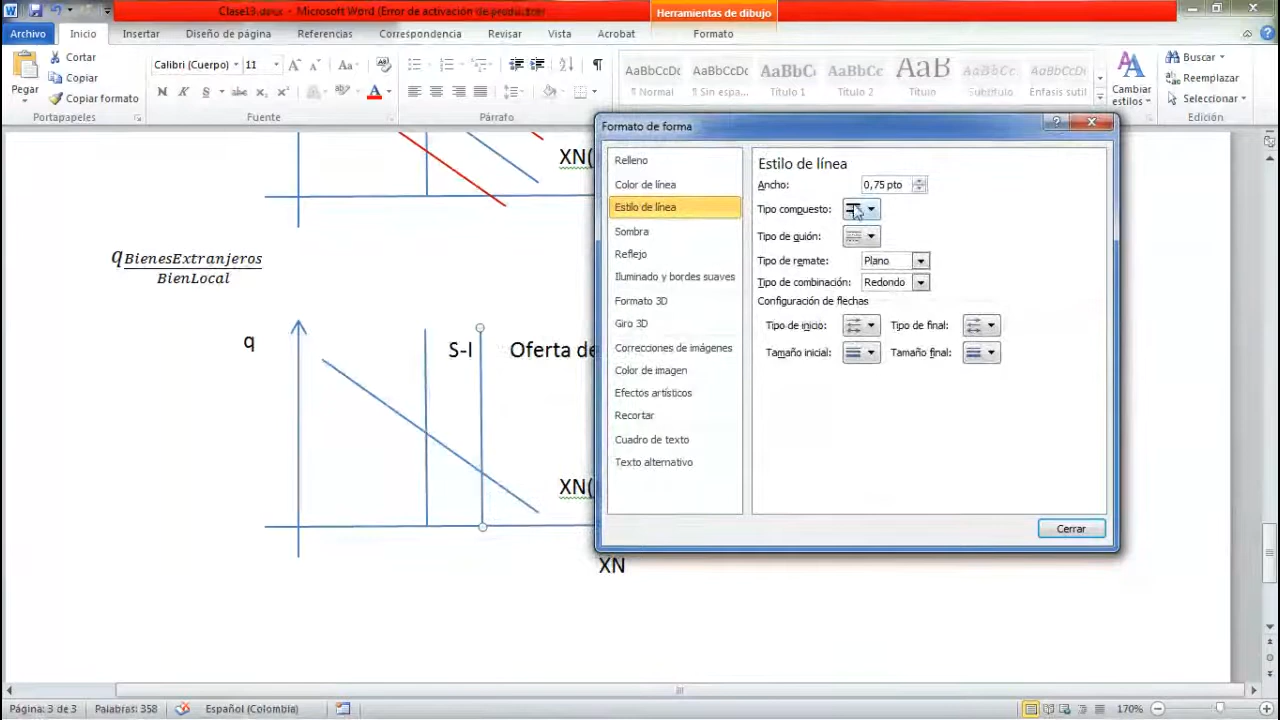 Clase13.docx - Microsoft Word (Error de activación de productos)
Herramientas de dibujo
Archivo Inicio Insertar Diseño de página Referencias Correspondencia Revisar Vista Acrobat Formato
Pegar
Cortar
Copiar
Copiar formato
Calibri (Cuerpo) 11
AaBbCcDc AaBbCcDc AaBbC AaBbCc AaB AaBbCc AaBbCcDc
¶ Normal ¶ Sin espa... Título 1 Título 2 Título Subtítulo Énfasis sutil
Cambiar estilos
Buscar
Reemplazar
Seleccionar
Portapapeles Fuente Párrafo Edición
Formato de forma
Relleno
Color de línea
Estilo de línea
Sombra
Reflejo
Iluminado y bordes suaves
Formato 3D
Giro 3D
Correcciones de imágenes
Color de imagen
Efectos artísticos
Recortar
Cuadro de texto
Texto alternativo
Estilo de línea
Ancho: 0,75 pto
Tipo compuesto:
Tipo de guión:
Tipo de remate: Plano
Tipo de combinación: Redondo
Configuración de flechas
Tipo de inicio: Tipo de final:
Tamaño inicial: Tamaño final:
Cerrar
XN(
qBienesExtranjeros
BienLocal
q
S-I
Oferta de
XN(
XN
Página: 3 de 3 Palabras: 358 Español (Colombia) 170%